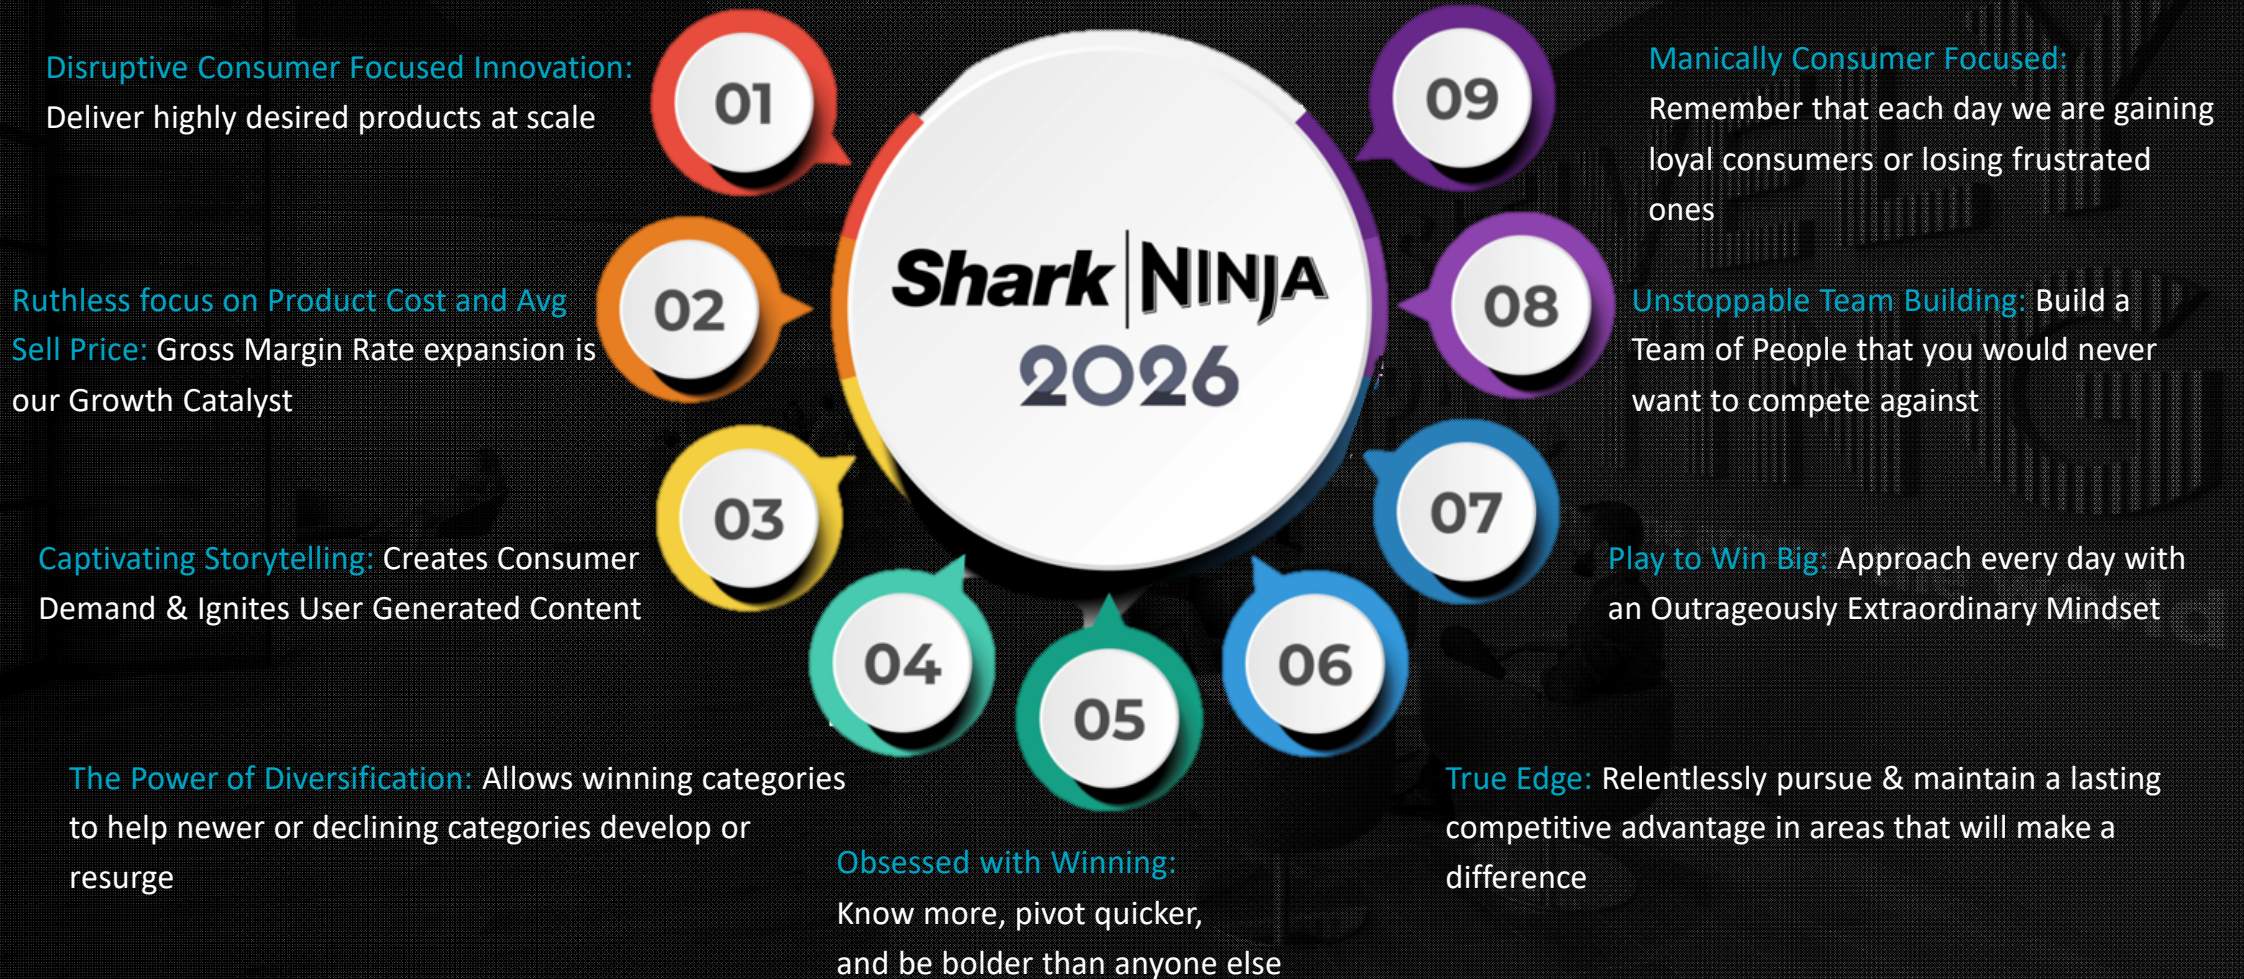 Disruptive Consumer Focused Innovation:
Deliver highly desired products at scale
01
Ruthless focus on Product Cost and Avg
Sell Price: Gross Margin Rate expansion is
our Growth Catalyst
02
Captivating Storytelling: Creates Consumer
Demand & Ignites User Generated Content
03
The Power of Diversification: Allows winning categories
to help newer or declining categories develop or
resurge
04
Obsessed with Winning:
Know more, pivot quicker,
and be bolder than anyone else
05
Shark NINJA
2026
True Edge: Relentlessly pursue & maintain a lasting
competitive advantage in areas that will make a
difference
06
Play to Win Big: Approach every day with
an Outrageously Extraordinary Mindset
07
Unstoppable Team Building: Build a
Team of People that you would never
want to compete against
08
Manically Consumer Focused:
Remember that each day we are gaining
loyal consumers or losing frustrated
ones
09